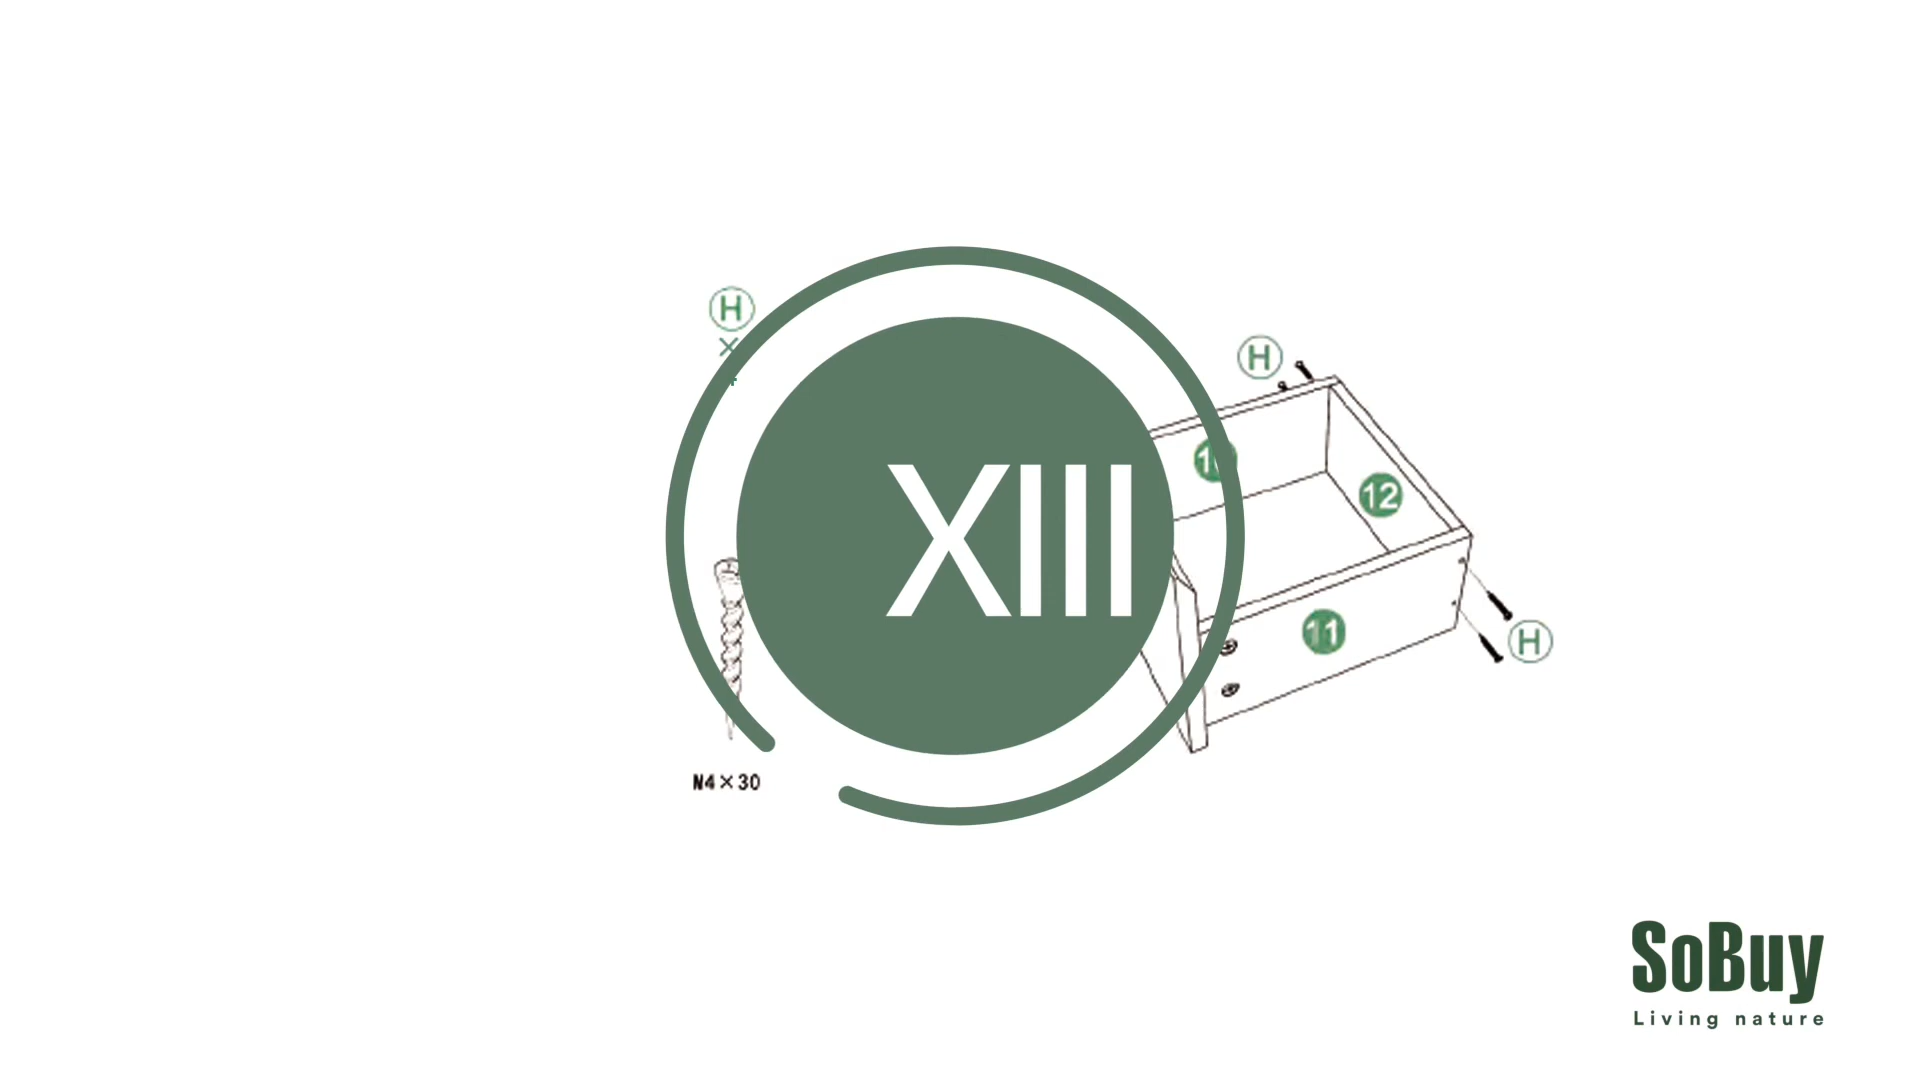 H
×
H
XIII
12
11
H
M4×30
SoBuy
Living nature